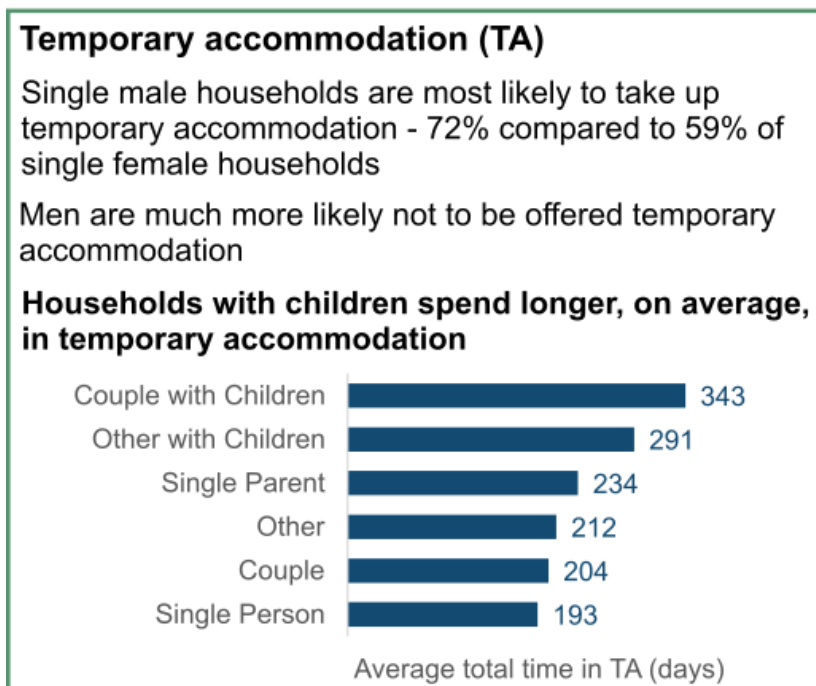 Temporary accommodation (TA)
Single male households are most likely to take up
temporary accommodation - 72% compared to 59% of
single female households
Men are much more likely not to be offered temporary
accommodation
Households with children spend longer, on average,
in temporary accommodation
Couple with Children 343
Other with Children 291
Single Parent 234
Other 212
Couple 204
Single Person 193
Average total time in TA (days)